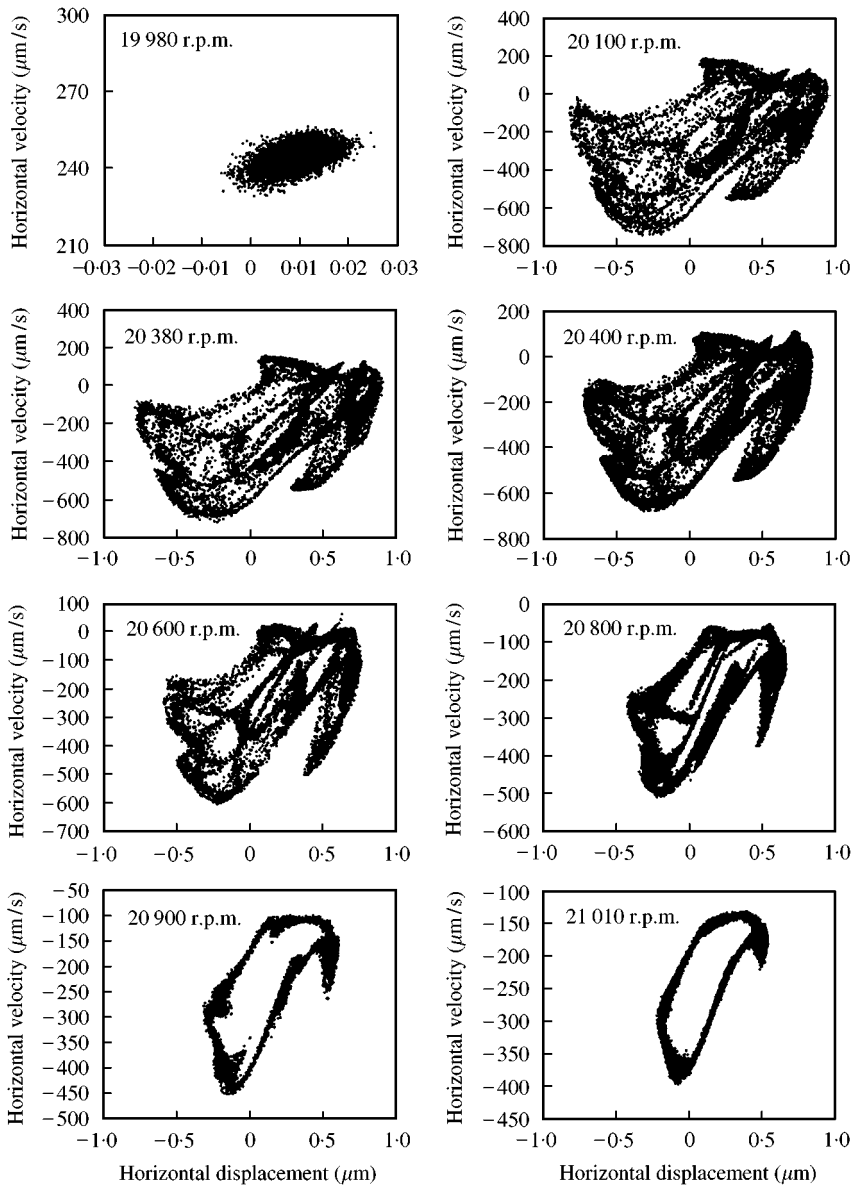 Horizontal velocity (μm/s)
300
270
240
210
19 980 r.p.m.
−0·03 −0·02 −0·01 0 0·01 0·02 0·03
Horizontal velocity (μm/s)
400
200
0
−200
−400
−600
−800
20 100 r.p.m.
−1·0 −0·5 0 0·5 1·0
Horizontal velocity (μm/s)
400
200
0
−200
−400
−600
−800
20 380 r.p.m.
−1·0 −0·5 0 0·5 1·0
Horizontal velocity (μm/s)
200
0
−200
−400
−600
−800
20 400 r.p.m.
−1·0 −0·5 0 0·5 1·0
Horizontal velocity (μm/s)
100
0
−100
−200
−300
−400
−500
−600
−700
20 600 r.p.m.
−1·0 −0·5 0 0·5 1·0
Horizontal velocity (μm/s)
0
−100
−200
−300
−400
−500
−600
20 800 r.p.m.
−1·0 −0·5 0 0·5 1·0
Horizontal velocity (μm/s)
−50
−100
−150
−200
−250
−300
−350
−400
−450
−500
20 900 r.p.m.
−1·0 −0·5 0 0·5 1·0
Horizontal displacement (μm)
Horizontal velocity (μm/s)
−100
−150
−200
−250
−300
−350
−400
−450
21 010 r.p.m.
−1·0 −0·5 0 0·5 1·0
Horizontal displacement (μm)